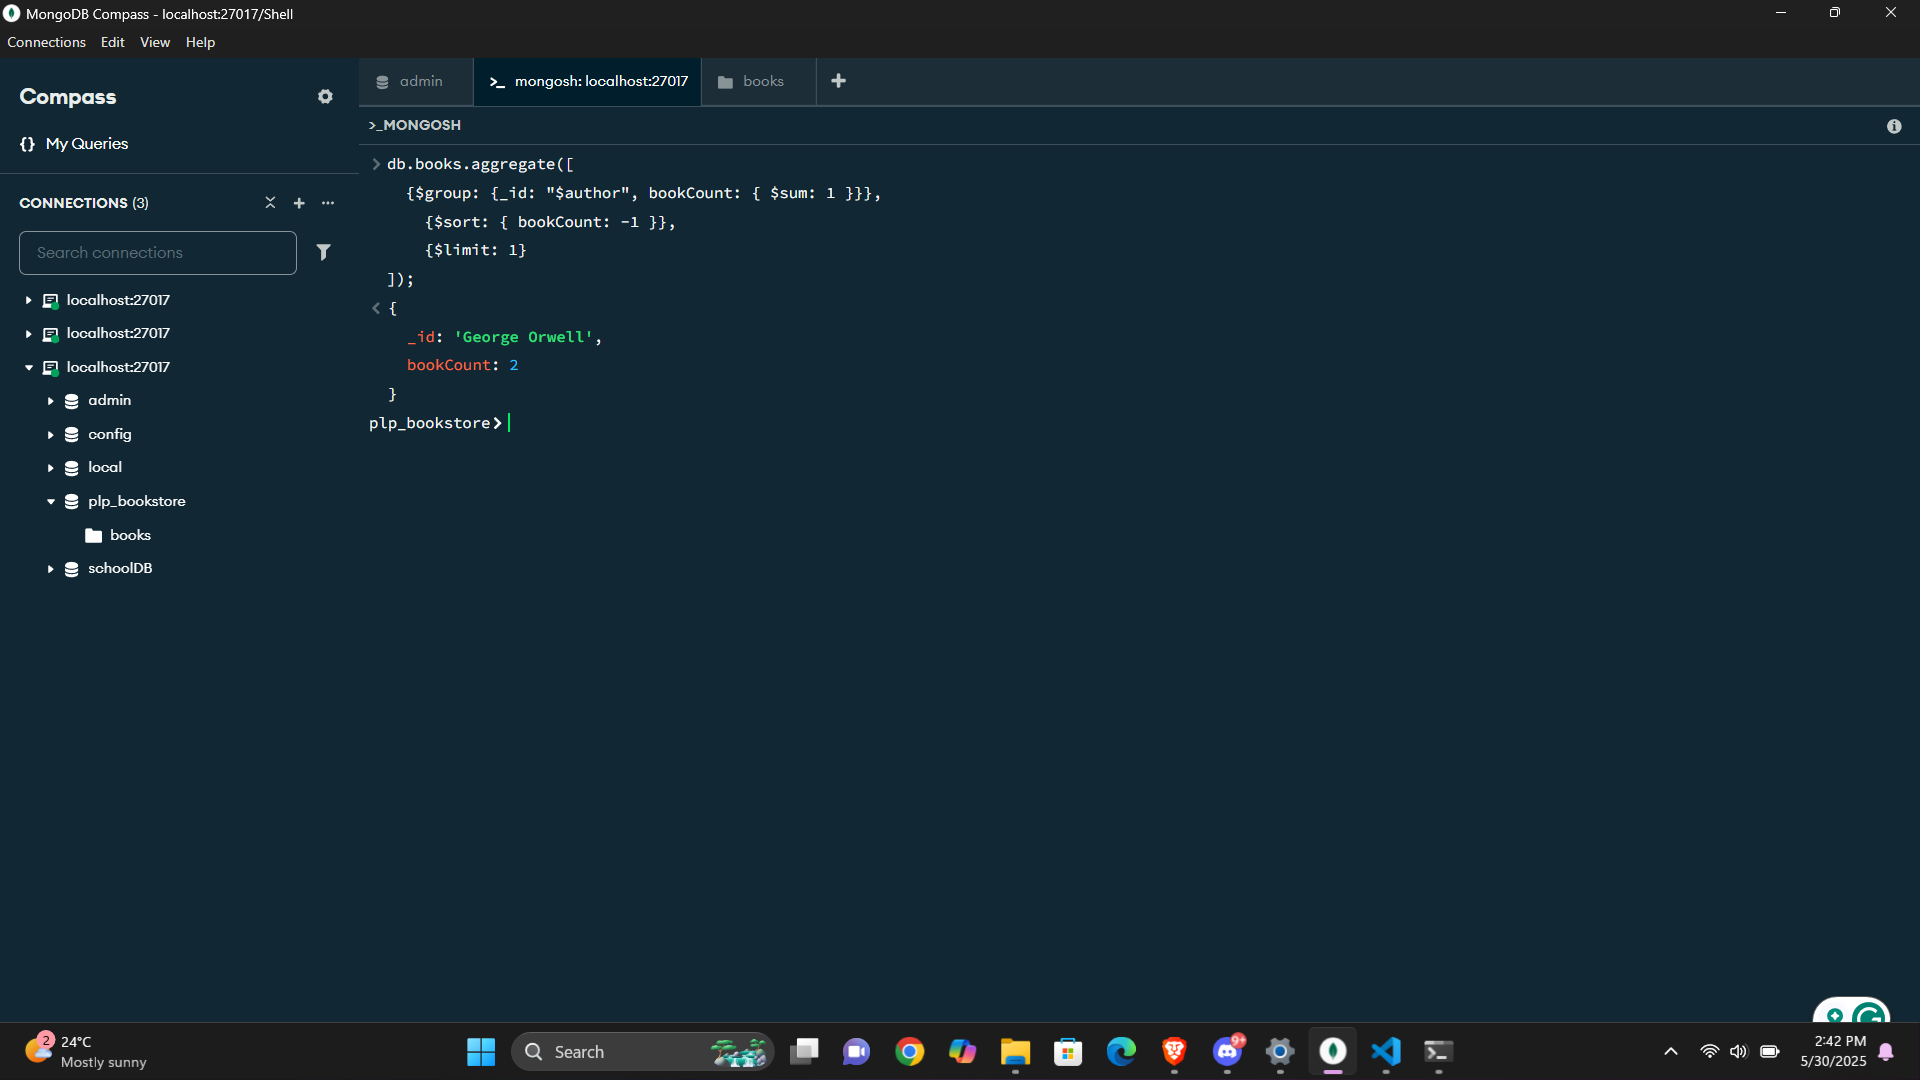 MongoDB Compass - localhost:27017/Shell
Connections Edit View Help
Compass
{} My Queries
CONNECTIONS (3)
Search connections
localhost:27017
localhost:27017
localhost:27017
admin
config
local
plp_bookstore
books
schoolDB
admin
>_ mongosh: localhost:27017
books
>_MONGOSH
> db.books.aggregate([
{$group: {_id: "$author", bookCount: { $sum: 1 }}},
{$sort: { bookCount: -1 }},
{$limit: 1}
]);
< {
_id: 'George Orwell',
bookCount: 2
}
plp_bookstore>
2
24°C
Mostly sunny
Search
9+
2:42 PM
5/30/2025